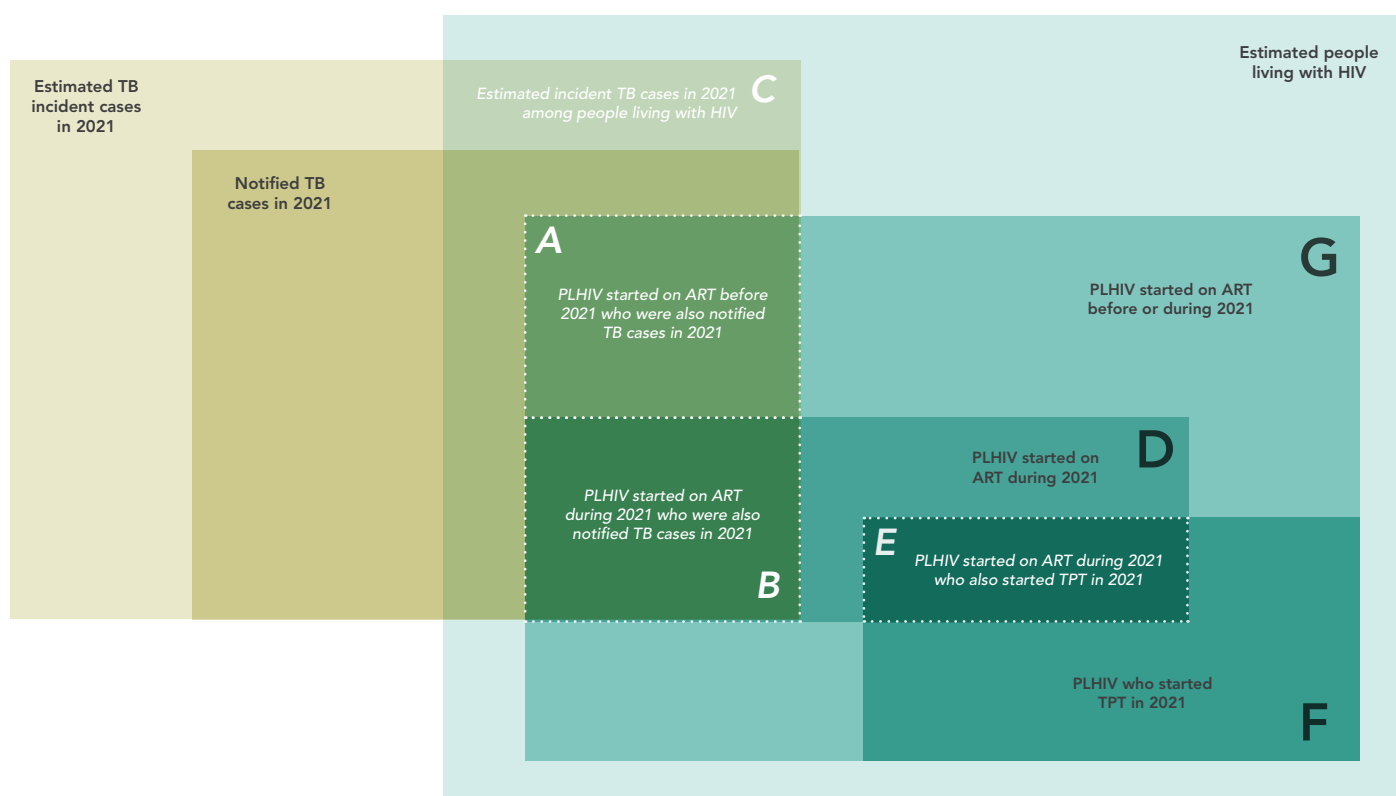 Estimated people
living with HIV
Estimated TB
incident cases
in 2021
Estimated incident TB cases in 2021
among people living with HIV
C
Notified TB
cases in 2021
A
PLHIV started on ART before
2021 who were also notified
TB cases in 2021
G
PLHIV started on ART
before or during 2021
D
PLHIV started on
ART during 2021
PLHIV started on ART
during 2021 who were also
notified TB cases in 2021
B
E
PLHIV started on ART during 2021
who also started TPT in 2021
PLHIV who started
TPT in 2021
F